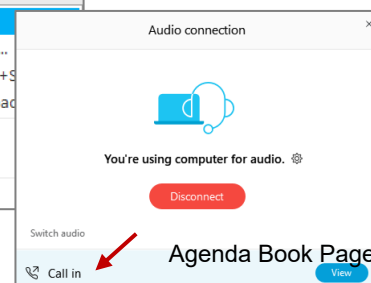 Audio connection
You're using computer for audio.
Disconnect
Switch audio
Call in
Agenda Book Page
View